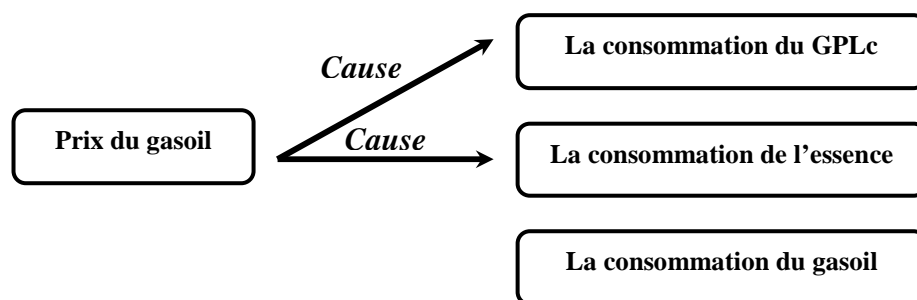 La consommation du GPLc
Cause
Prix du gasoil
Cause
La consommation de l’essence
La consommation du gasoil